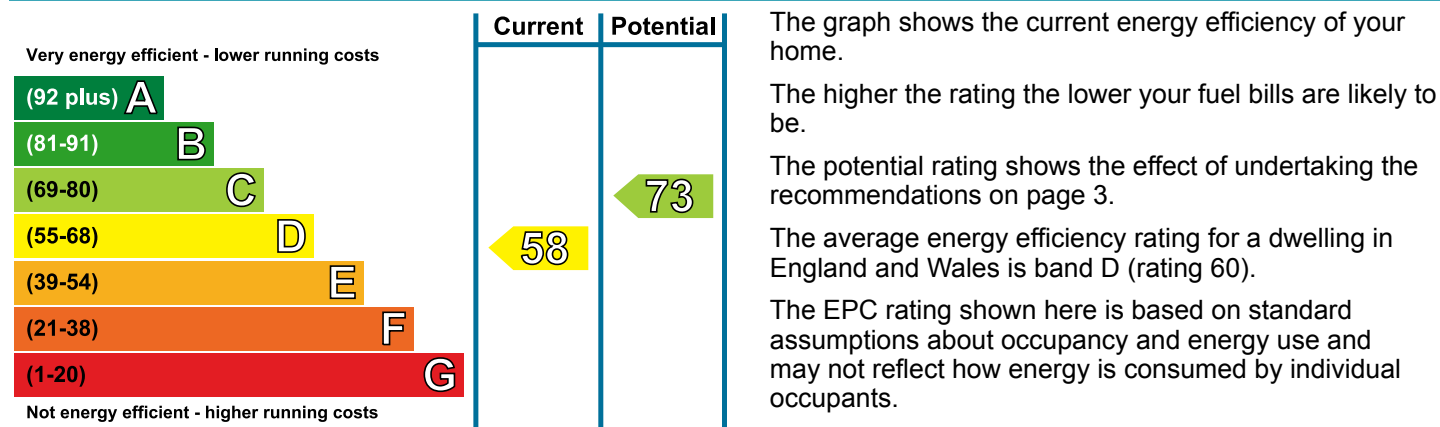 Current Potential
Very energy efficient - lower running costs
(92 plus) A
(81-91) B
(69-80) C
73
(55-68) D
58
(39-54) E
(21-38) F
(1-20) G
Not energy efficient - higher running costs
The graph shows the current energy efficiency of your
home.
The higher the rating the lower your fuel bills are likely to
be.
The potential rating shows the effect of undertaking the
recommendations on page 3.
The average energy efficiency rating for a dwelling in
England and Wales is band D (rating 60).
The EPC rating shown here is based on standard
assumptions about occupancy and energy use and
may not reflect how energy is consumed by individual
occupants.